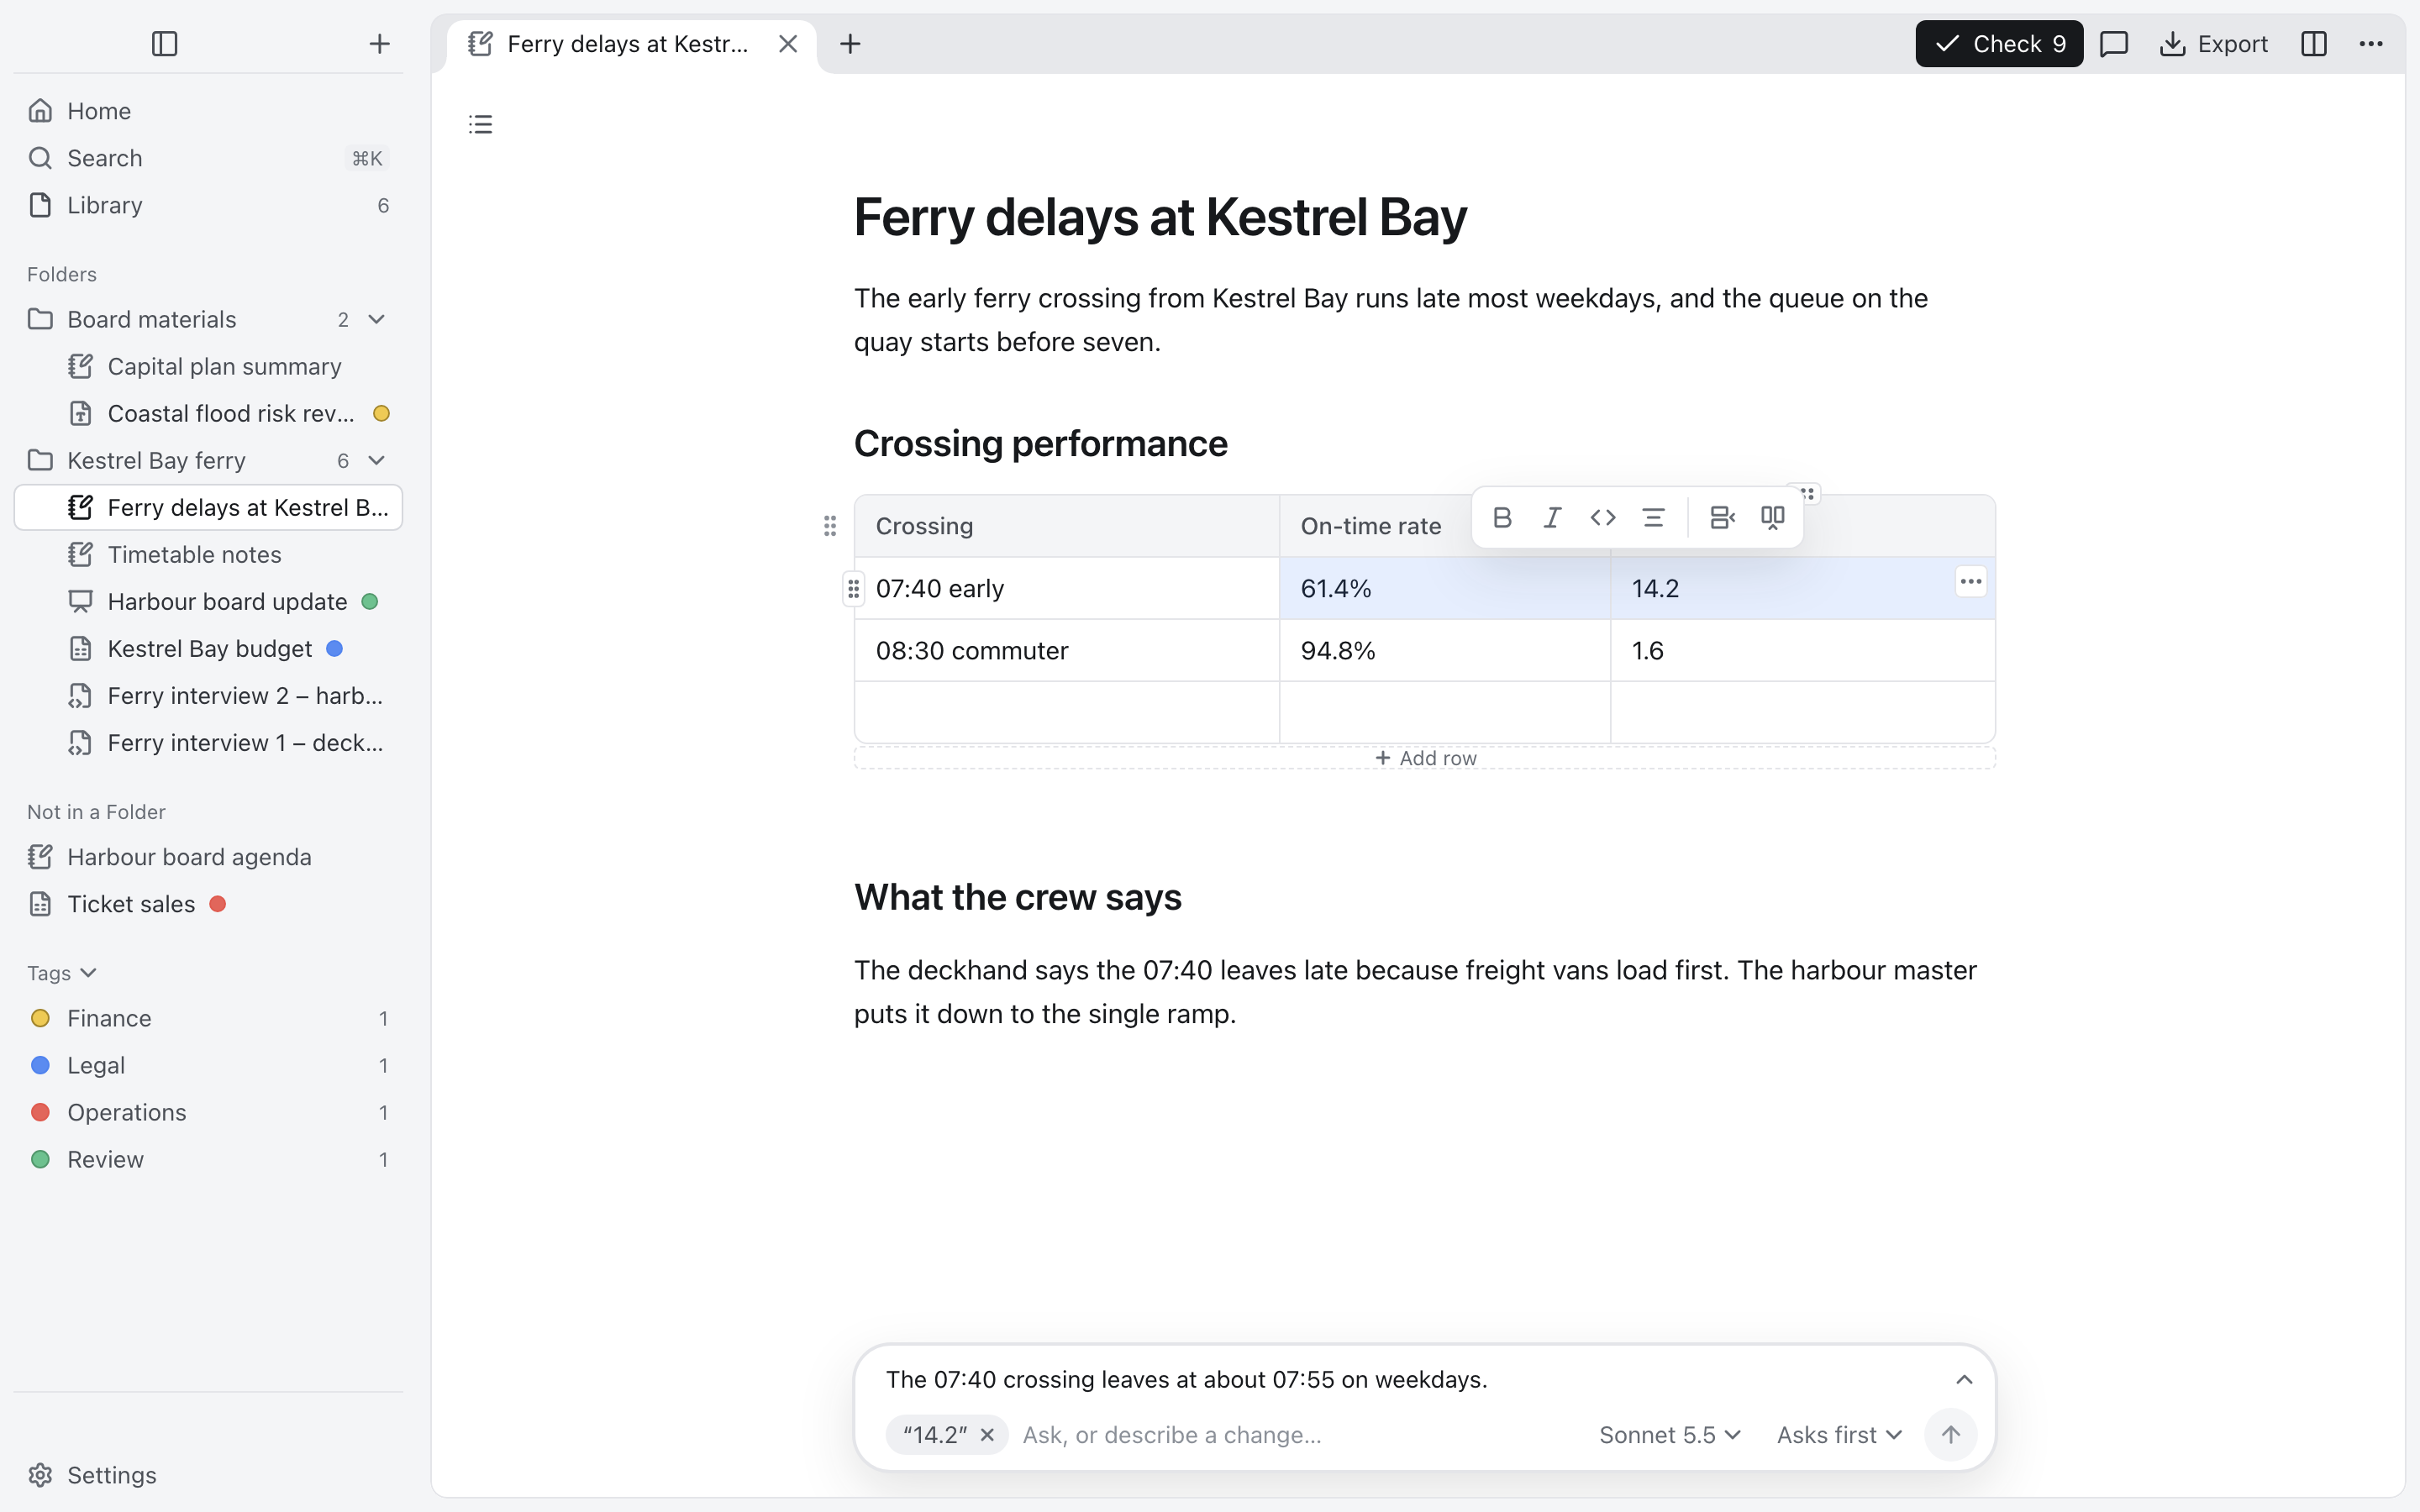 Home
Search ⌘K
Library 6
Folders
Board materials 2
Capital plan summary
Coastal flood risk rev...
Kestrel Bay ferry 6
Ferry delays at Kestrel B...
Timetable notes
Harbour board update
Kestrel Bay budget
Ferry interview 2 – harb...
Ferry interview 1 – deck...
Not in a Folder
Harbour board agenda
Ticket sales
Tags
Finance 1
Legal 1
Operations 1
Review 1
Settings
Ferry delays at Kestr...
Check 9
Export
Ferry delays at Kestrel Bay
The early ferry crossing from Kestrel Bay runs late most weekdays, and the queue on the
quay starts before seven.
Crossing performance
Crossing On-time rate
07:40 early 61.4% 14.2
08:30 commuter 94.8% 1.6
+ Add row
What the crew says
The deckhand says the 07:40 leaves late because freight vans load first. The harbour master
puts it down to the single ramp.
The 07:40 crossing leaves at about 07:55 on weekdays.
“14.2” Ask, or describe a change... Sonnet 5.5 Asks first